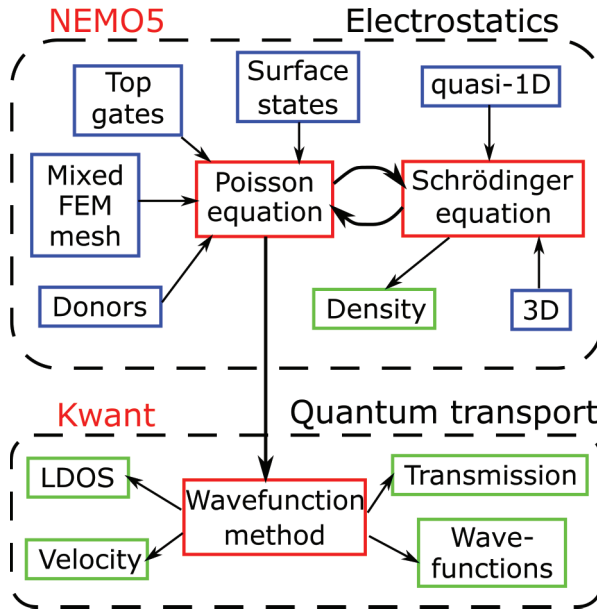 NEMO5
Electrostatics
Top
gates
Surface
states
quasi-1D
Mixed
FEM
mesh
Poisson
equation
Schrödinger
equation
Donors
Density
3D
Kwant
Quantum transport
LDOS
Transmission
Wavefunction
method
Velocity
Wave-
functions